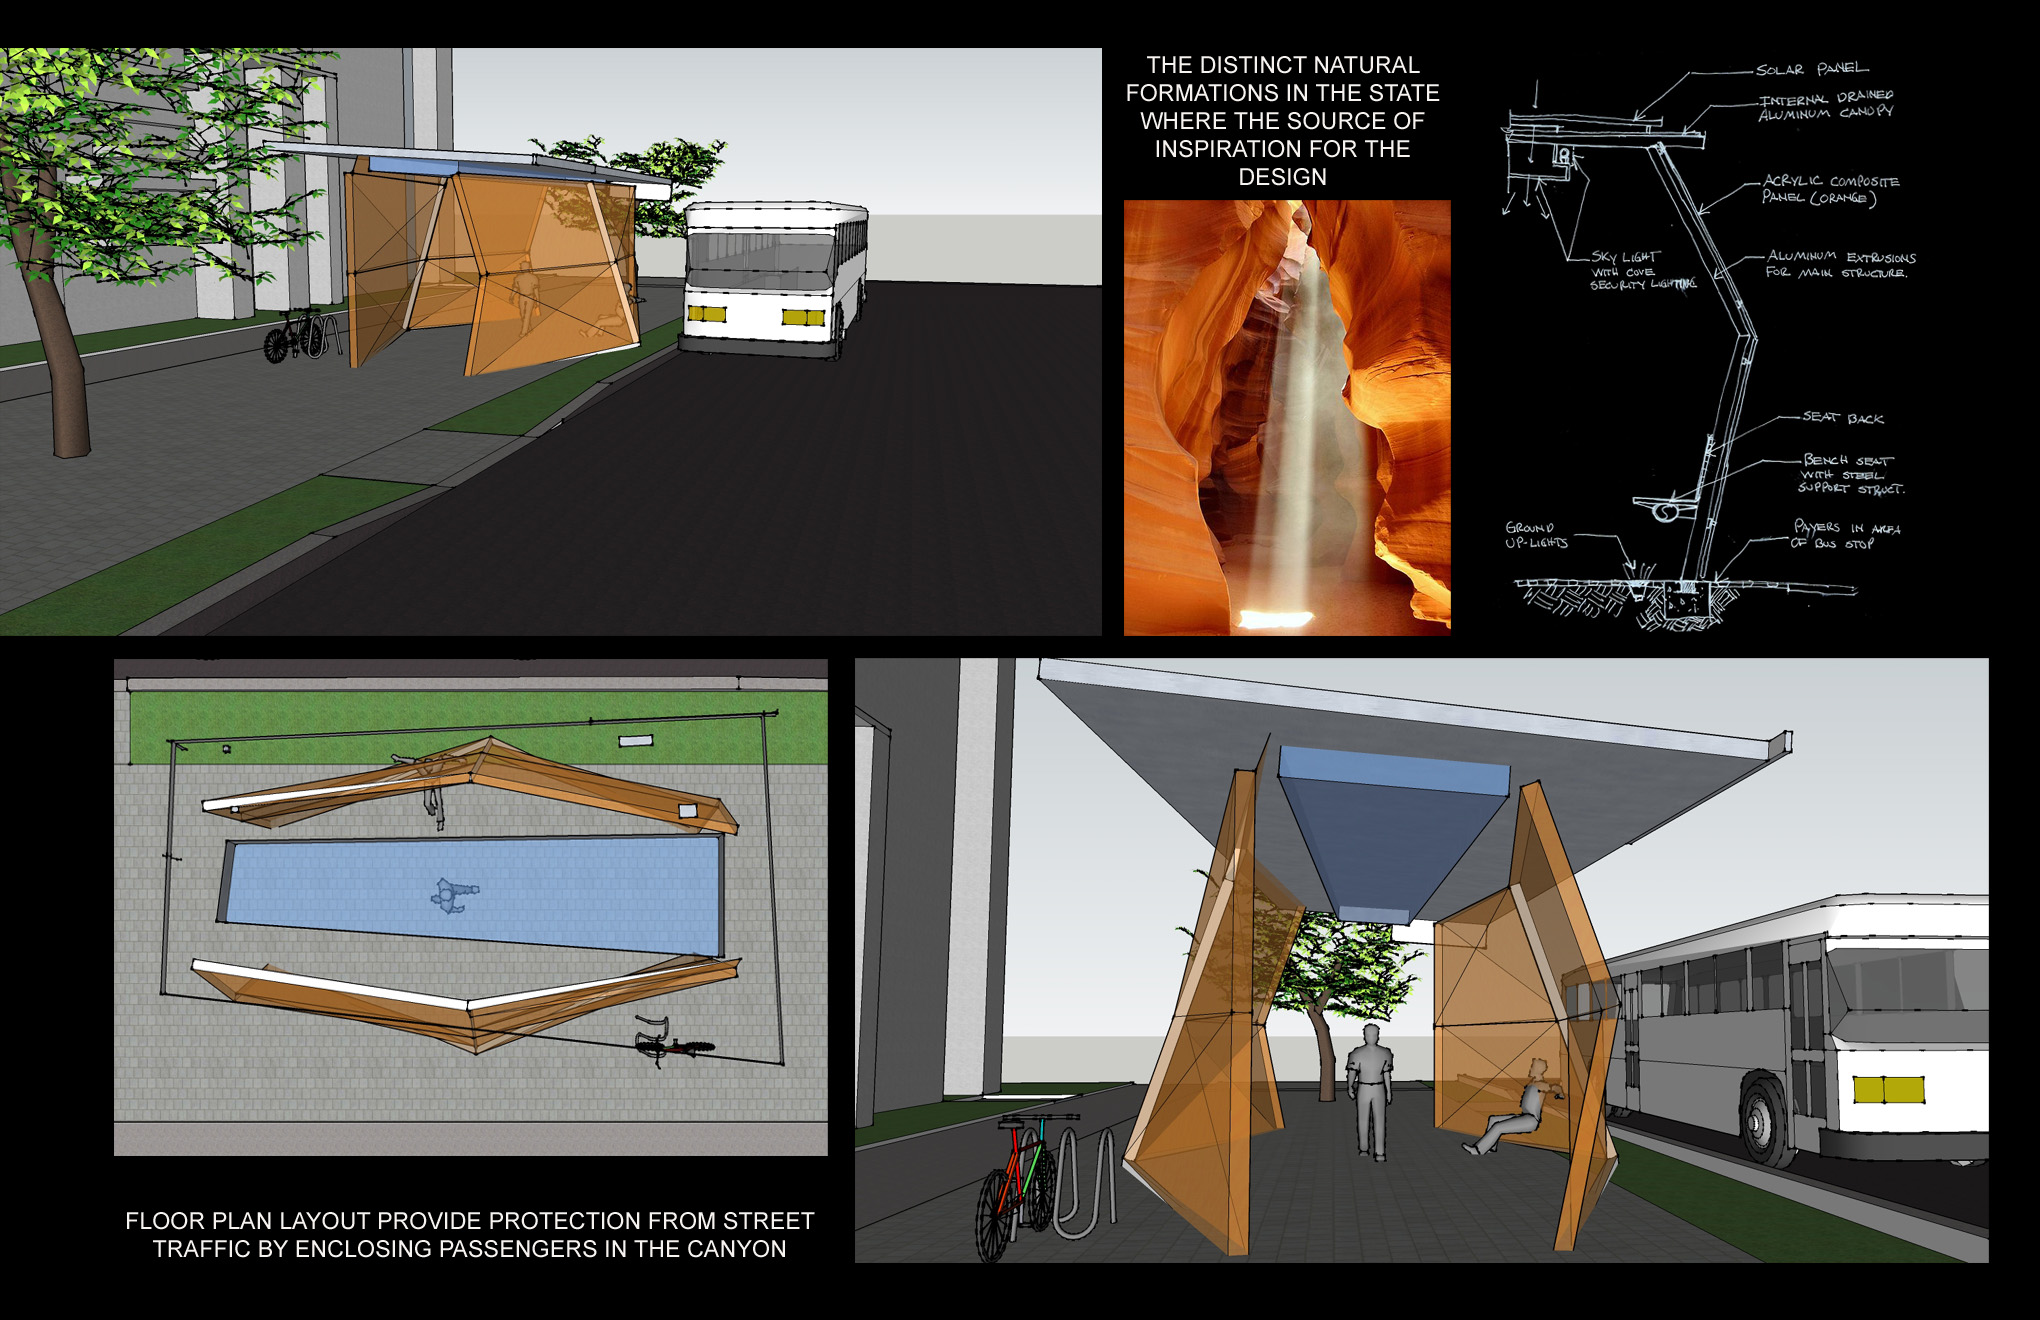 THE DISTINCT NATURAL
FORMATIONS IN THE STATE
WHERE THE SOURCE OF
INSPIRATION FOR THE
DESIGN
SOLAR PANEL
INTERNAL DRAINED
ALUMINUM CANOPY
ACRYLIC COMPOSITE
PANEL (ORANGE)
SKY LIGHT
WITH COVE
SECURITY LIGHTING
ALUMINUM EXTRUSIONS
FOR MAIN STRUCTURE.
SEAT BACK
BENCH SEAT
WITH STEEL
SUPPORT STRUCT.
GROUND
UP-LIGHTS
PAVERS IN AREA
OF BUS STOP
FLOOR PLAN LAYOUT PROVIDE PROTECTION FROM STREET
TRAFFIC BY ENCLOSING PASSENGERS IN THE CANYON